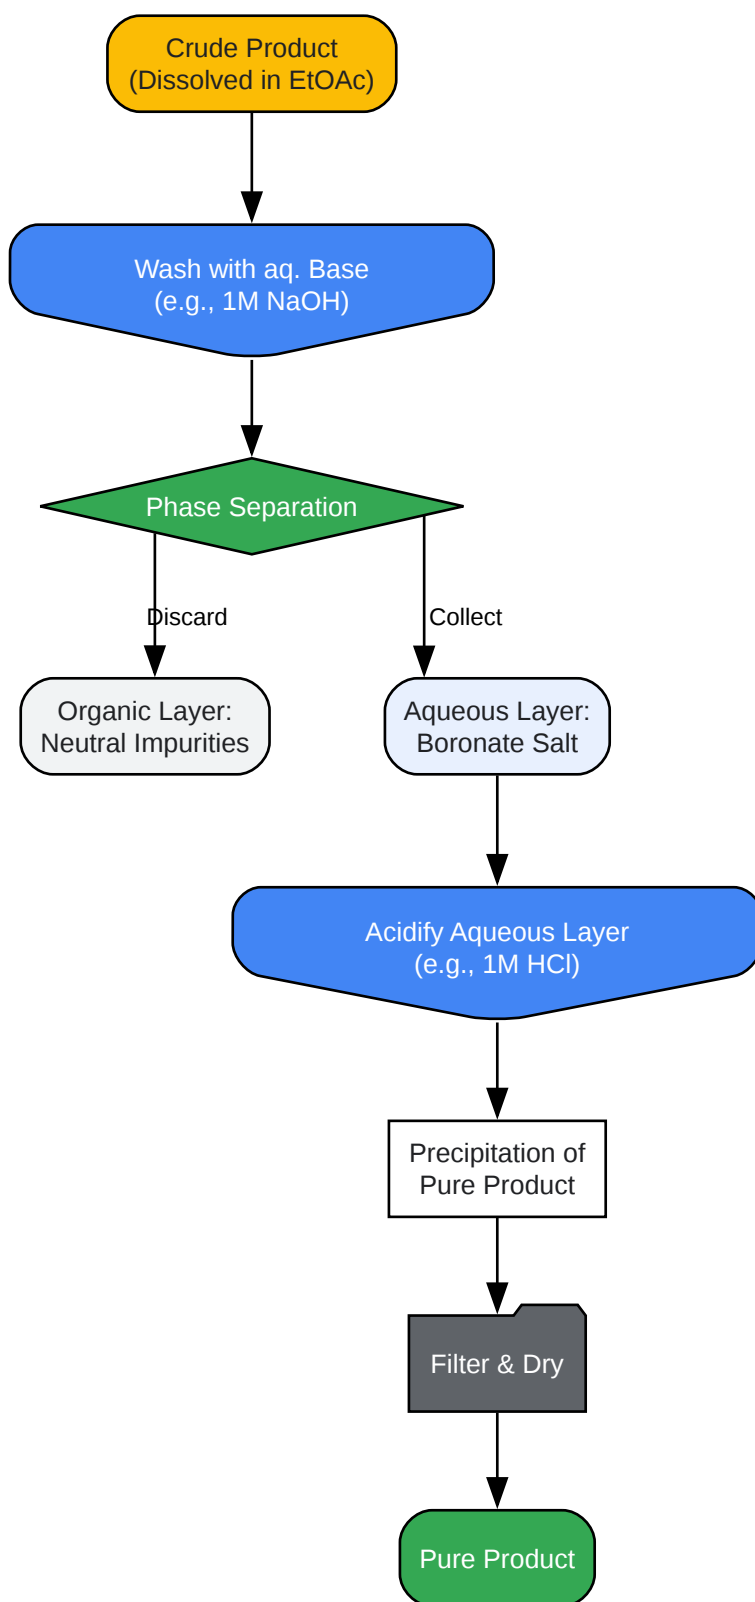 Crude Product
(Dissolved in EtOAc)
Wash with aq. Base
(e.g., 1M NaOH)
Phase Separation
Discard
Collect
Organic Layer:
Neutral Impurities
Aqueous Layer:
Boronate Salt
Acidify Aqueous Layer
(e.g., 1M HCl)
Precipitation of
Pure Product
Filter & Dry
Pure Product